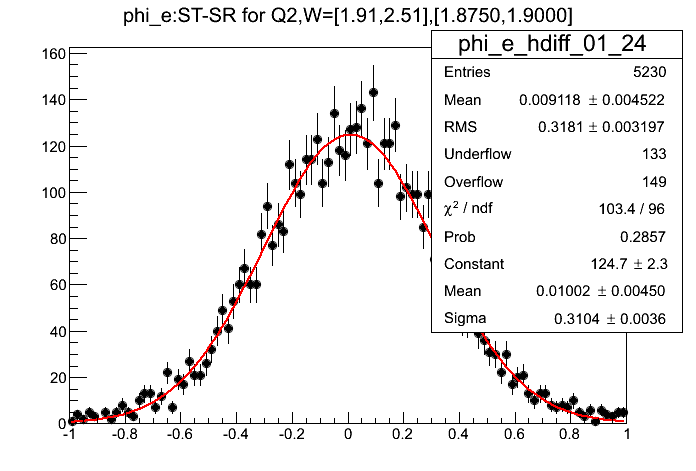 phi_e:ST-SR for Q2,W=[1.91,2.51],[1.8750,1.9000]
phi_e_hdiff_01_24
Entries 5230
Mean 0.009118 ± 0.004522
RMS 0.3181 ± 0.003197
Underflow 133
Overflow 149
χ² / ndf 103.4 / 96
Prob 0.2857
Constant 124.7 ± 2.3
Mean 0.01002 ± 0.00450
Sigma 0.3104 ± 0.0036
160
140
120
100
80
60
40
20
0
-1 -0.8 -0.6 -0.4 -0.2 0 0.2 0.4 0.6 0.8 1